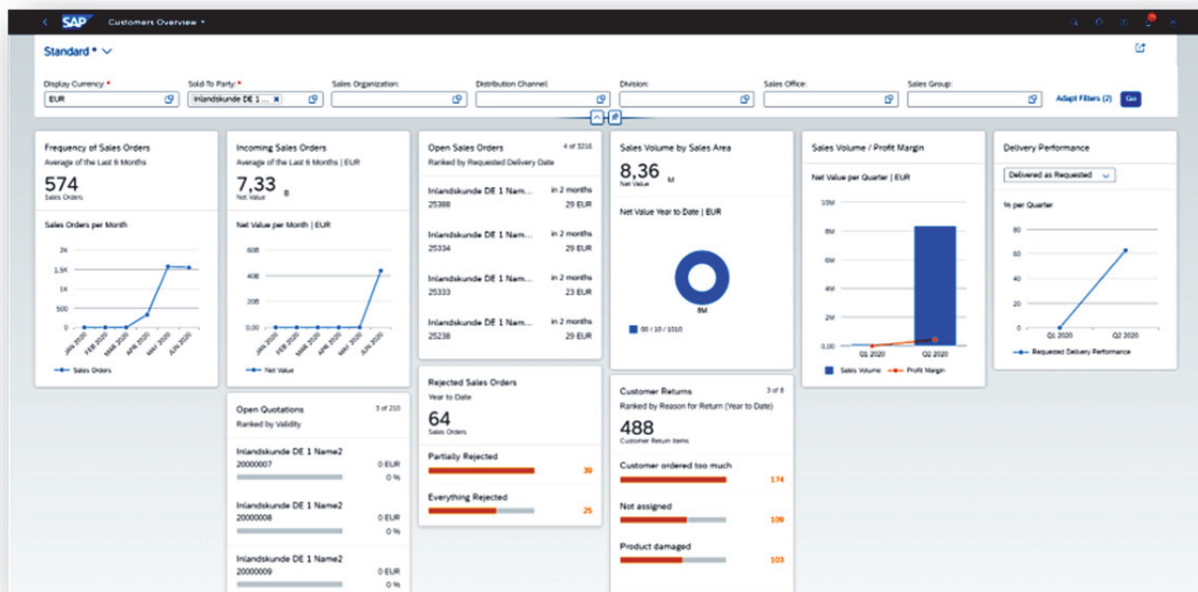 SAP Customers Overview
Standard *
Display Currency: *
EUR
Sold To Party: *
Inlandskunde DE 1 ...
Sales Organization:
Distribution Channel:
Division:
Sales Office:
Sales Group:
Adapt Filters (2)
Go
Frequency of Sales Orders
Average of the Last 6 Months
574
Sales Orders
Sales Orders per Month
2K
1.5K
1K
500
0
JAN 2020
FEB 2020
MAR 2020
APR 2020
MAY 2020
JUN 2020
Sales Orders
Incoming Sales Orders
Average of the Last 6 Months | EUR
7,33 B
Net Value
Net Value per Month | EUR
60B
40B
20B
0.00
JAN 2020
FEB 2020
MAR 2020
APR 2020
MAY 2020
JUN 2020
Net Value
Open Sales Orders
4 of 3216
Ranked by Requested Delivery Date
Inlandskunde DE 1 Nam... in 2 months
25388 29 EUR
Inlandskunde DE 1 Nam... in 2 months
25334 29 EUR
Inlandskunde DE 1 Nam... in 2 months
25333 23 EUR
Inlandskunde DE 1 Nam... in 2 months
25238 29 EUR
Sales Volume by Sales Area
8,36 M
Net Value
Net Value Year to Date | EUR
8M
00 / 10 / 1010
Sales Volume / Profit Margin
Net Value per Quarter | EUR
10M
8M
6M
4M
2M
0.00
Q1 2020
Q2 2020
Sales Volume
Profit Margin
Delivery Performance
Delivered as Requested
% per Quarter
80
60
40
20
0
Q1 2020
Q2 2020
Requested Delivery Performance
Open Quotations
3 of 210
Ranked by Validity
Inlandskunde DE 1 Name2
20000007 0 EUR
0 %
Inlandskunde DE 1 Name2
20000008 0 EUR
0 %
Inlandskunde DE 1 Name2
20000009 0 EUR
0 %
Rejected Sales Orders
Year to Date
64
Sales Orders
Partially Rejected
39
Everything Rejected
25
Customer Returns
3 of 8
Ranked by Reason for Return (Year to Date)
488
Customer Return Items
Customer ordered too much
174
Not assigned
109
Product damaged
103